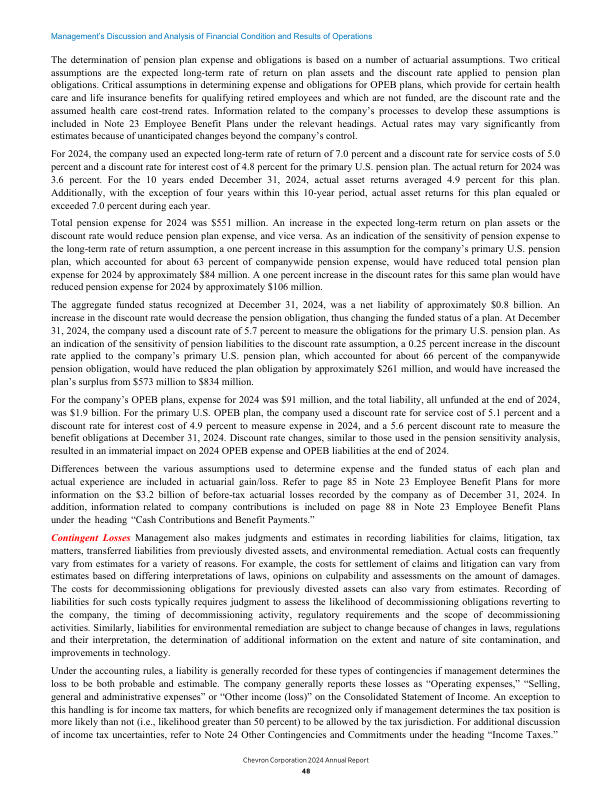 Management's Discussion and Analysis of Financial Condition and Results of Operations
The determination of pension plan expense and obligations is based on a number of actuarial assumptions. Two critical
assumptions are the expected long-term rate of return on plan assets and the discount rate applied to pension plan
obligations. Critical assumptions in determining expense and obligations for OPEB plans, which provide for certain health
care and life insurance benefits for qualifying retired employees and which are not funded, are the discount rate and the
assumed health care cost-trend rates. Information related to the company's processes to develop these assumptions is
included in Note 23 Employee Benefit Plans under the relevant headings. Actual rates may vary significantly from
estimates because of unanticipated changes beyond the company's control.
For 2024, the company used an expected long-term rate of return of 7.0 percent and a discount rate for service costs of 5.0
percent and a discount rate for interest cost of 4.8 percent for the primary U.S. pension plan. The actual return for 2024 was
3.6 percent. For the 10 years ended December 31, 2024, actual asset returns averaged 4.9 percent for this plan.
Additionally, with the exception of four years within this 10-year period, actual asset returns for this plan equaled or
exceeded 7.0 percent during each year.
Total pension expense for 2024 was $551 million. An increase in the expected long-term return on plan assets or the
discount rate would reduce pension plan expense, and vice versa. As an indication of the sensitivity of pension expense to
the long-term rate of return assumption, a one percent increase in this assumption for the company's primary U.S. pension
plan, which accounted for about 63 percent of companywide pension expense, would have reduced total pension plan
expense for 2024 by approximately $84 million. A one percent increase in the discount rates for this same plan would have
reduced pension expense for 2024 by approximately $106 million.
The aggregate funded status recognized at December 31, 2024, was a net liability of approximately $0.8 billion. An
increase in the discount rate would decrease the pension obligation, thus changing the funded status of a plan. At December
31, 2024, the company used a discount rate of 5.7 percent to measure the obligations for the primary U.S. pension plan. As
an indication of the sensitivity of pension liabilities to the discount rate assumption, a 0.25 percent increase in the discount
rate applied to the company's primary U.S. pension plan, which accounted for about 66 percent of the companywide
pension obligation, would have reduced the plan obligation by approximately $261 million, and would have increased the
plan's surplus from $573 million to $834 million.
For the company's OPEB plans, expense for 2024 was $91 million, and the total liability, all unfunded at the end of 2024,
was $1.9 billion. For the primary U.S. OPEB plan, the company used a discount rate for service cost of 5.1 percent and a
discount rate for interest cost of 4.9 percent to measure expense in 2024, and a 5.6 percent discount rate to measure the
benefit obligations at December 31, 2024. Discount rate changes, similar to those used in the pension sensitivity analysis,
resulted in an immaterial impact on 2024 OPEB expense and OPEB liabilities at the end of 2024.
Differences between the various assumptions used to determine expense and the funded status of each plan and
actual experience are included in actuarial gain/loss. Refer to page 85 in Note 23 Employee Benefit Plans for more
information on the $3.2 billion of before-tax actuarial losses recorded by the company as of December 31, 2024. In
addition, information related to company contributions is included on page 88 in Note 23 Employee Benefit Plans
under the heading "Cash Contributions and Benefit Payments."
Contingent Losses Management also makes judgments and estimates in recording liabilities for claims, litigation, tax
matters, transferred liabilities from previously divested assets, and environmental remediation. Actual costs can frequently
vary from estimates for a variety of reasons. For example, the costs for settlement of claims and litigation can vary from
estimates based on differing interpretations of laws, opinions on culpability and assessments on the amount of damages.
The costs for decommissioning obligations for previously divested assets can also vary from estimates. Recording of
liabilities for such costs typically requires judgment to assess the likelihood of decommissioning obligations reverting to
the company, the timing of decommissioning activity, regulatory requirements and the scope of decommissioning
activities. Similarly, liabilities for environmental remediation are subject to change because of changes in laws, regulations
and their interpretation, the determination of additional information on the extent and nature of site contamination, and
improvements in technology.
Under the accounting rules, a liability is generally recorded for these types of contingencies if management determines the
loss to be both probable and estimable. The company generally reports these losses as "Operating expenses," "Selling,
general and administrative expenses" or "Other income (loss)" on the Consolidated Statement of Income. An exception to
this handling is for income tax matters, for which benefits are recognized only if management determines the tax position is
more likely than not (i.e., likelihood greater than 50 percent) to be allowed by the tax jurisdiction. For additional discussion
of income tax uncertainties, refer to Note 24 Other Contingencies and Commitments under the heading "Income Taxes."
Chevron Corporation 2024 Annual Report
48